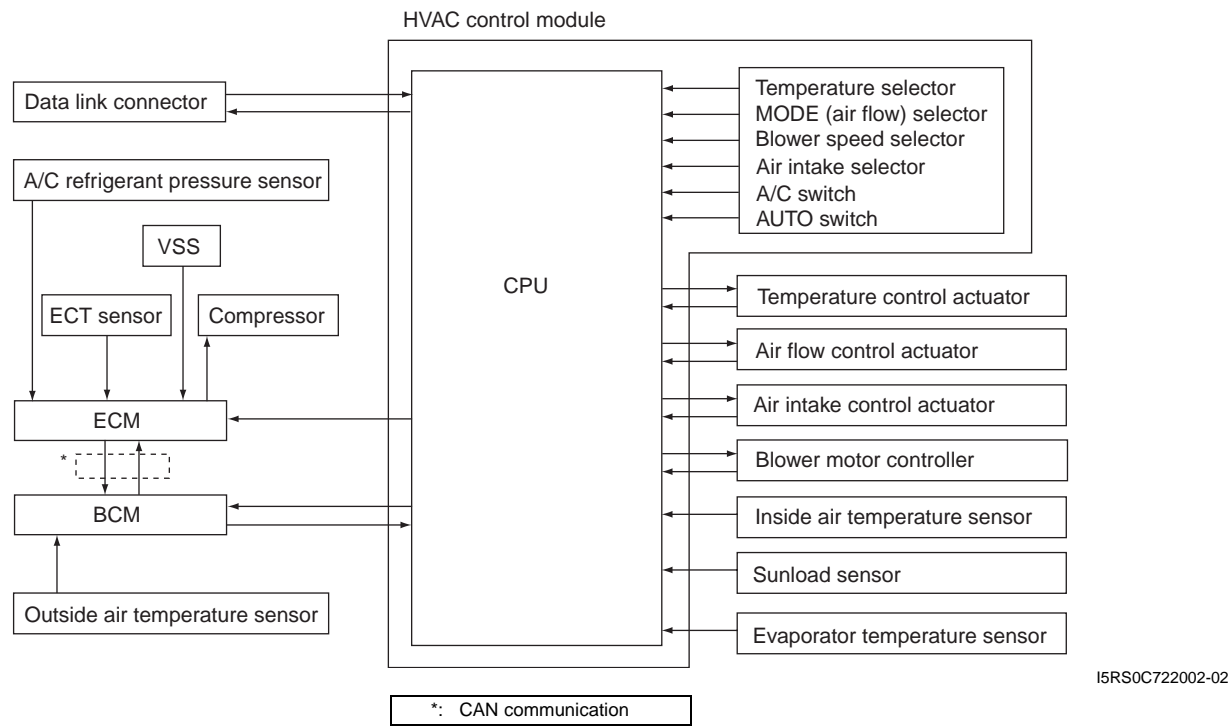 HVAC control module
Data link connector
A/C refrigerant pressure sensor
VSS
ECT sensor
Compressor
ECM
*
BCM
Outside air temperature sensor
CPU
Temperature selector
MODE (air flow) selector
Blower speed selector
Air intake selector
A/C switch
AUTO switch
Temperature control actuator
Air flow control actuator
Air intake control actuator
Blower motor controller
Inside air temperature sensor
Sunload sensor
Evaporator temperature sensor
I5RS0C722002-02
*: CAN communication